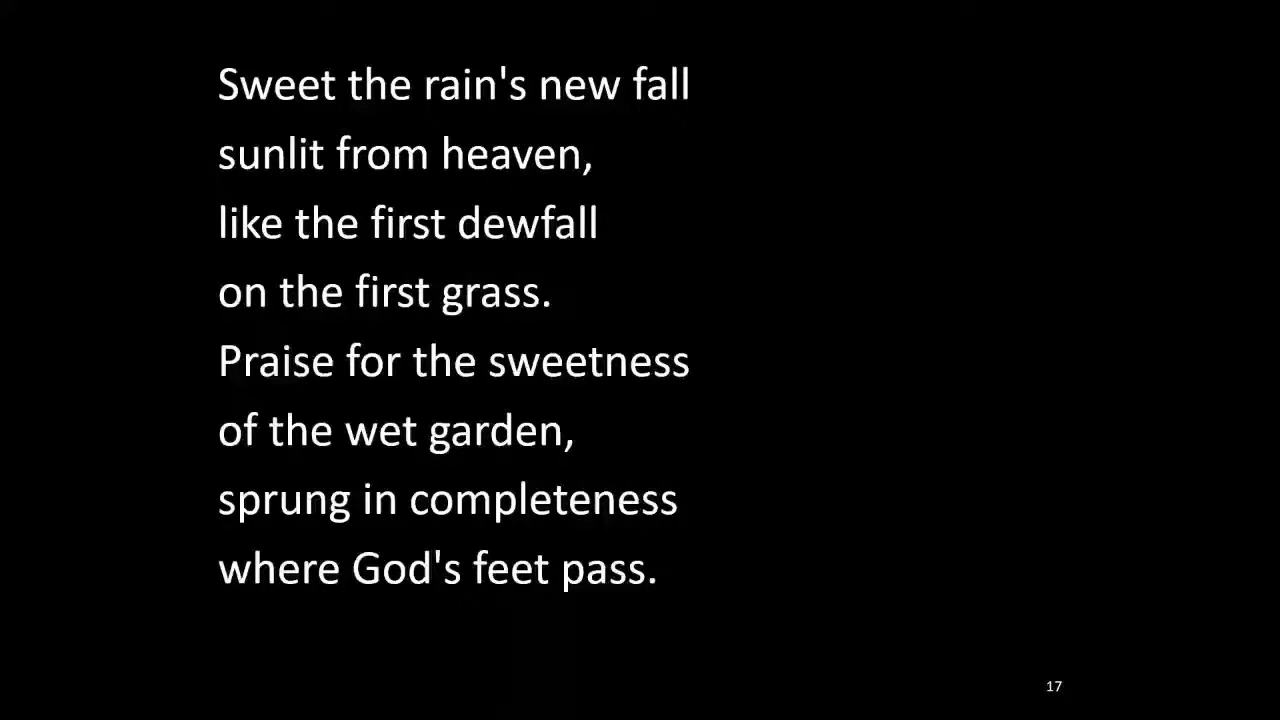 Sweet the rain's new fall
sunlit from heaven,
like the first dewfall
on the first grass.
Praise for the sweetness
of the wet garden,
sprung in completeness
where God's feet pass.
17